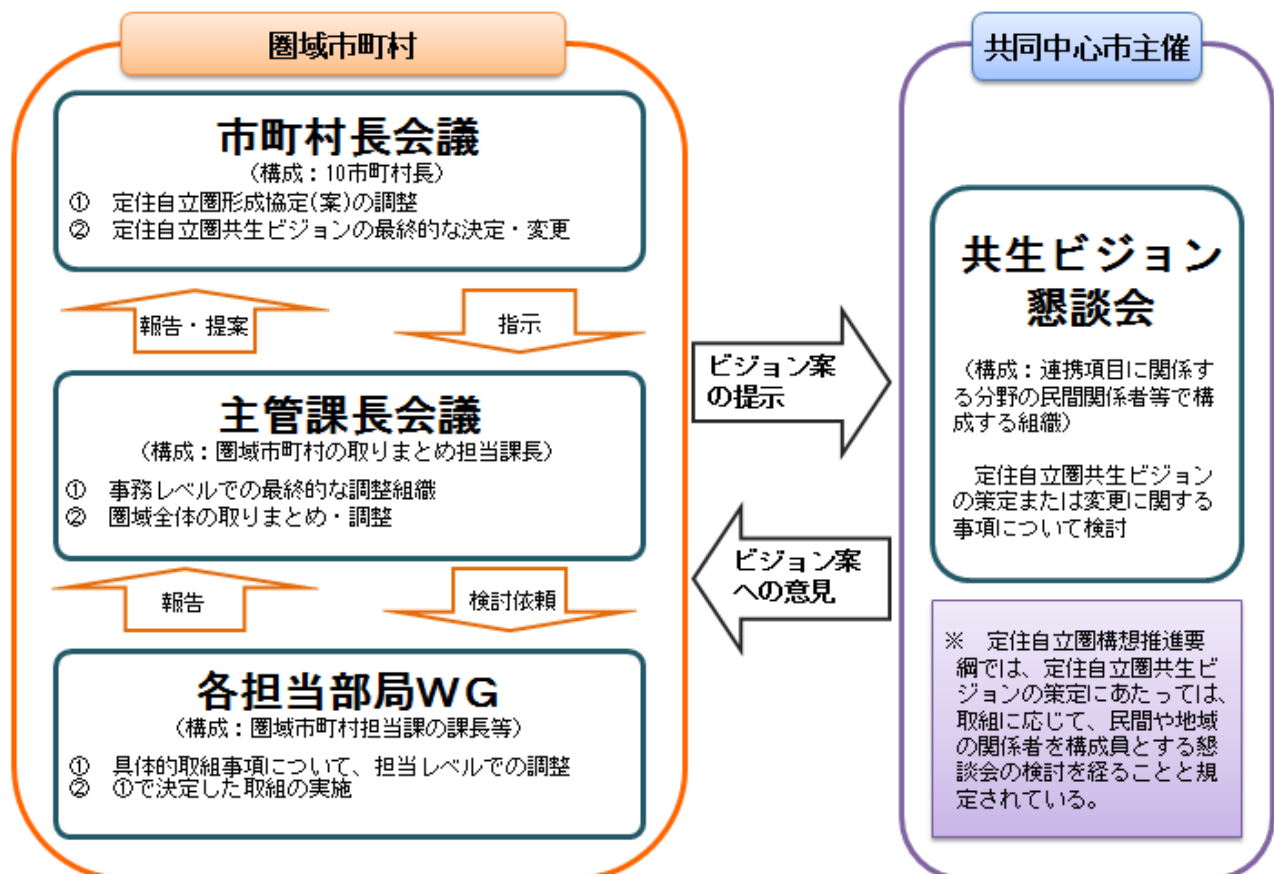 圏域市町村
市町村長会議
（構成：10市町村長）
①　定住自立圏形成協定(案)の調整
②　定住自立圏共生ビジョンの最終的な決定・変更
報告・提案
指示
主管課長会議
（構成：圏域市町村の取りまとめ担当課長）
①　事務レベルでの最終的な調整組織
②　圏域全体の取りまとめ・調整
報告
検討依頼
各担当部局ＷＧ
（構成：圏域市町村担当課の課長等）
①　具体的取組事項について、担当レベルでの調整
②　①で決定した取組の実施
ビジョン案
の提示
ビジョン案
への意見
共同中心市主催
共生ビジョン
懇談会
（構成：連携項目に関係す
る分野の民間関係者等で構
成する組織）
定住自立圏共生ビジョン
の策定または変更に関する
事項について検討
※　定住自立圏構想推進要
綱では、定住自立圏共生ビ
ジョンの策定にあたっては、
取組に応じて、民間や地域
の関係者を構成員とする懇
談会の検討を経ることと規
定されている。